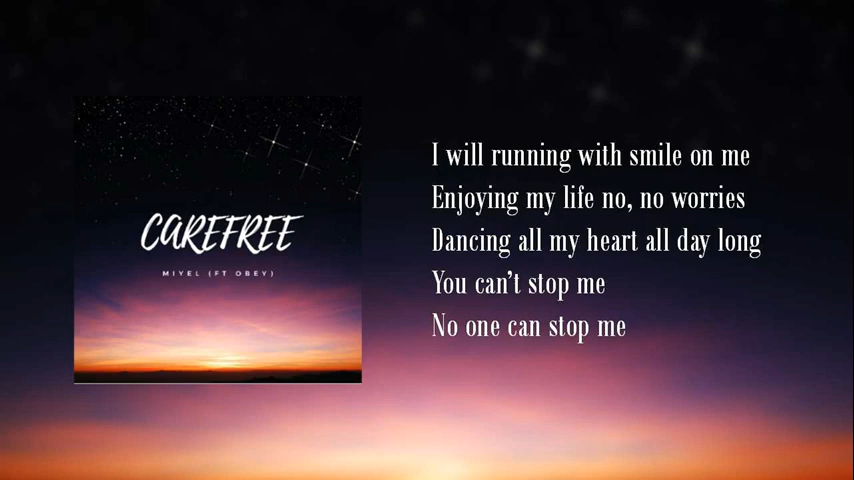 CAREFREE
MIYEL (FT OBEY)
I will running with smile on me
Enjoying my life no, no worries
Dancing all my heart all day long
You can't stop me
No one can stop me